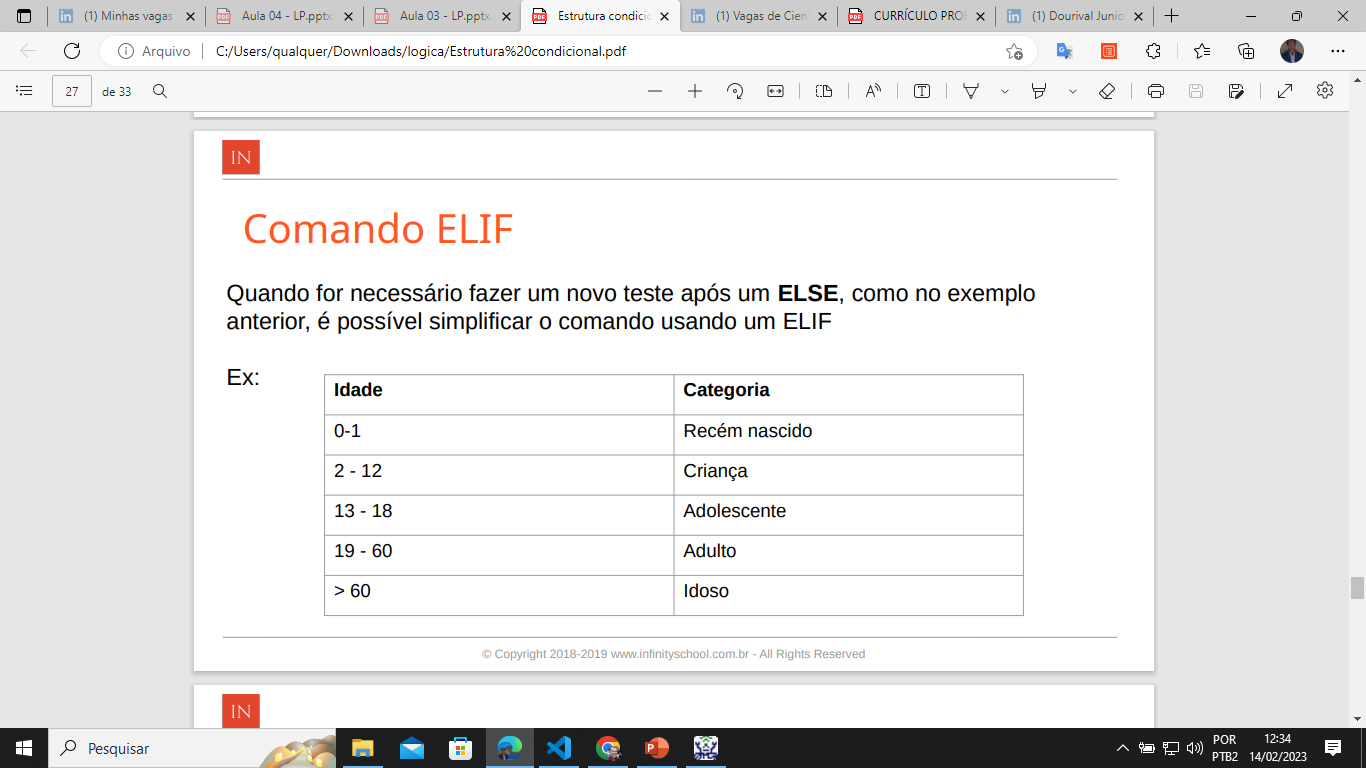 (1) Minhas vagas
Aula 04 - LP.pptx.
Aula 03 - LP.pptx.
Estrutura condici
(1) Vagas de Cien
CURRÍCULO PROF
(1) Dourival Junio
Arquivo
C:/Users/qualquer/Downloads/logica/Estrutura%20condicional.pdf
27
de 33
IN
Comando ELIF
Quando for necessário fazer um novo teste após um ELSE, como no exemplo
anterior, é possível simplificar o comando usando um ELIF
Ex:
Idade Categoria
0-1 Recém nascido
2 - 12 Criança
13 - 18 Adolescente
19 - 60 Adulto
> 60 Idoso
© Copyright 2018-2019 www.infinityschool.com.br - All Rights Reserved
IN
Pesquisar
POR
PTB2
12:34
14/02/2023